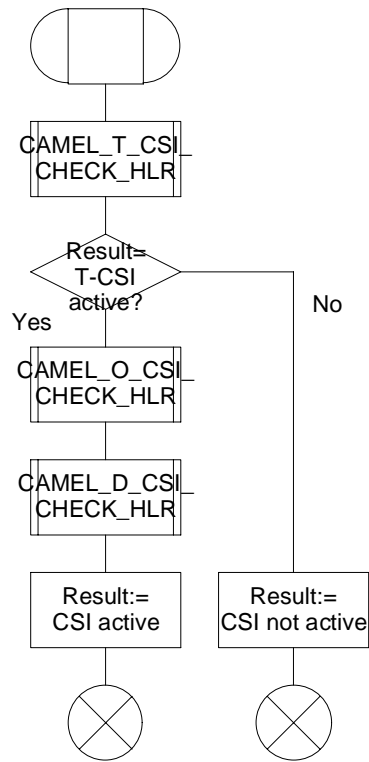 CAMEL_T_CSI_
CHECK_HLR
Result=
T-CSI
active?
Yes
No
CAMEL_O_CSI_
CHECK_HLR
CAMEL_D_CSI_
CHECK_HLR
Result:=
CSI active
Result:=
CSI not active